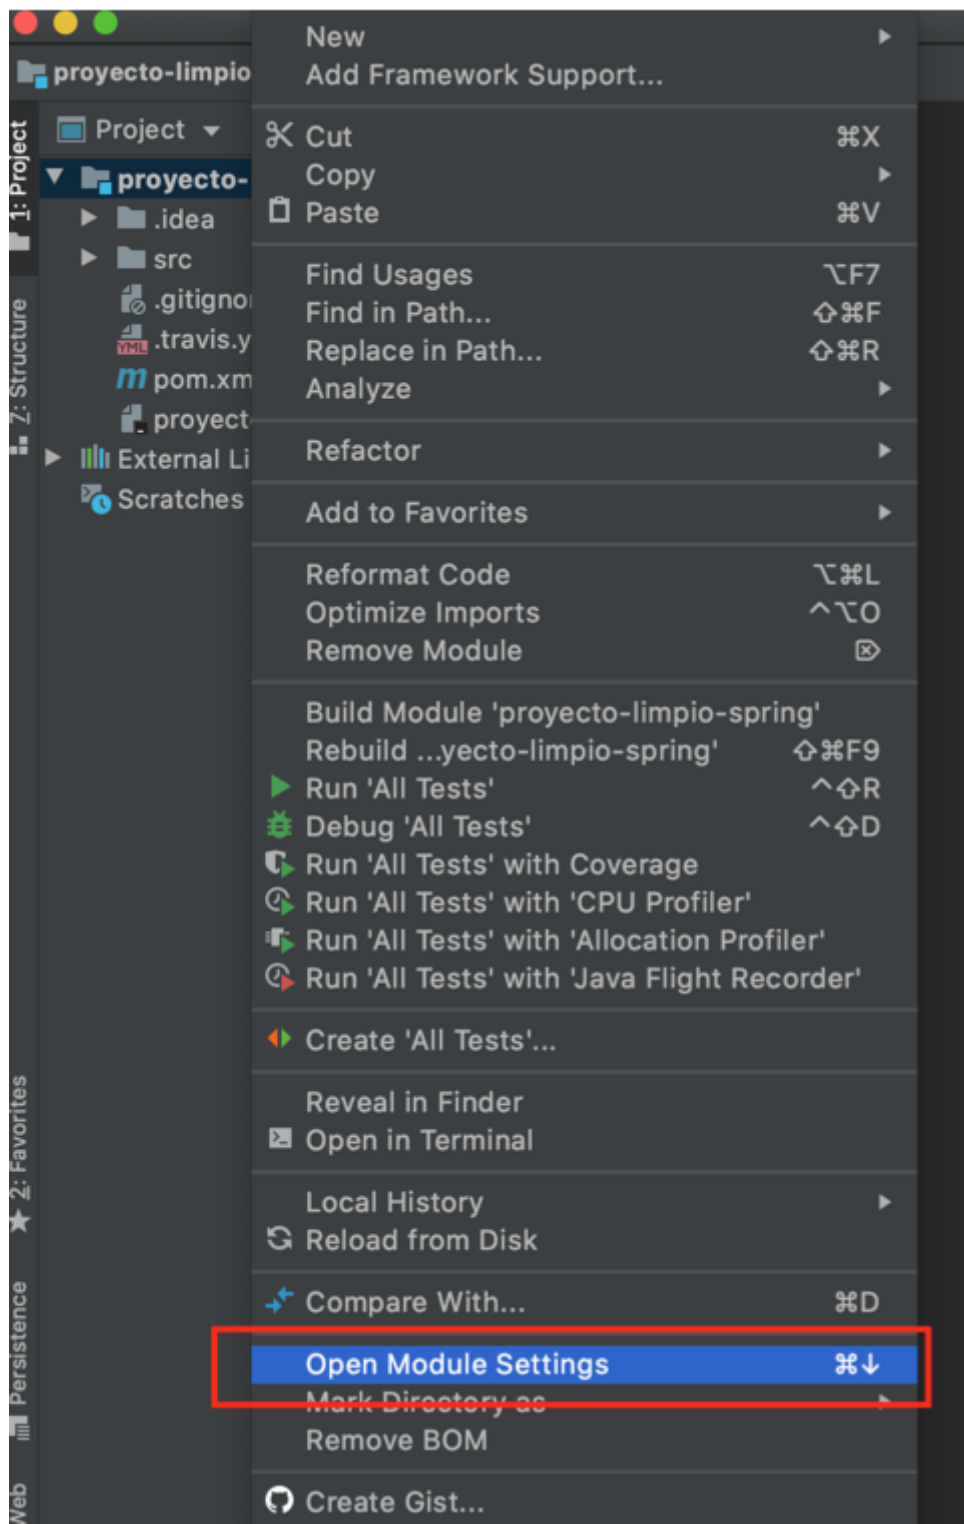 proyecto-limpio
Project
proyecto-
.idea
src
.gitigno
.travis.y
YML
pom.xm
proyect
External Li
Scratches
1: Project
7: Structure
2: Favorites
Persistence
Web
New
Add Framework Support...
Cut ⌘X
Copy
Paste ⌘V
Find Usages ⌥F7
Find in Path... ⇧⌘F
Replace in Path... ⇧⌘R
Analyze
Refactor
Add to Favorites
Reformat Code ⌥⌘L
Optimize Imports ^⌥O
Remove Module ⌦
Build Module 'proyecto-limpio-spring'
Rebuild ...yecto-limpio-spring' ⇧⌘F9
Run 'All Tests' ^⇧R
Debug 'All Tests' ^⇧D
Run 'All Tests' with Coverage
Run 'All Tests' with 'CPU Profiler'
Run 'All Tests' with 'Allocation Profiler'
Run 'All Tests' with 'Java Flight Recorder'
Create 'All Tests'...
Reveal in Finder
Open in Terminal
Local History
Reload from Disk
Compare With... ⌘D
Open Module Settings ⌘↓
Mark Directory as
Remove BOM
Create Gist...